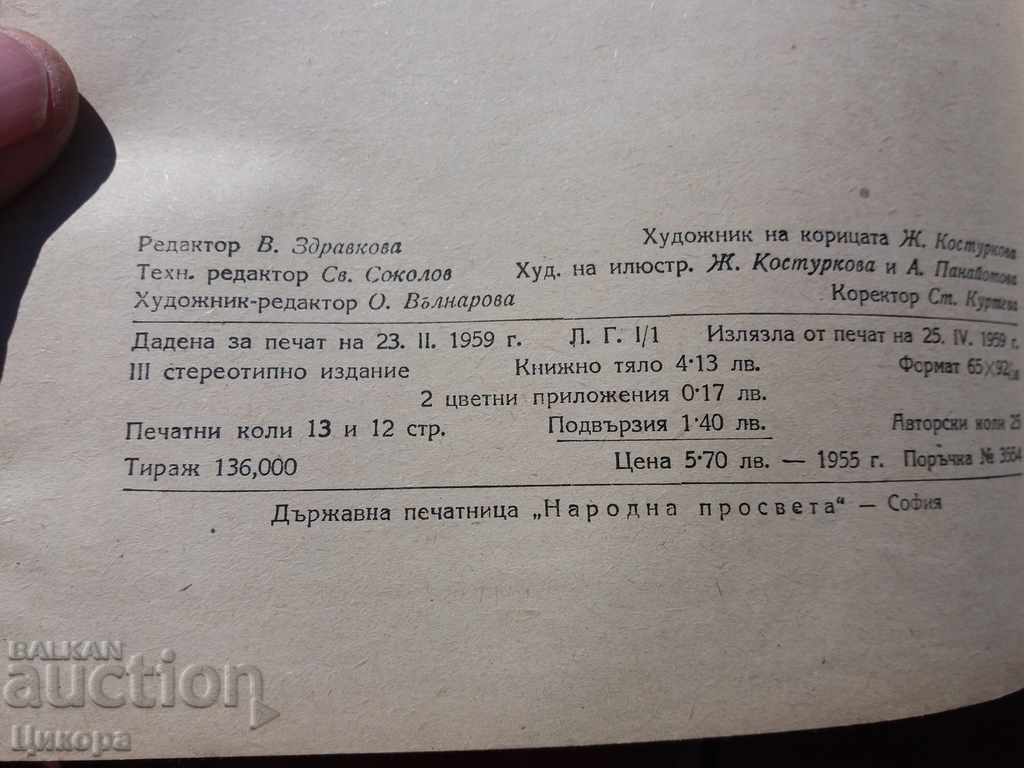 Редактор В. Здравкова Художник на корицата Ж. Костуркова
Техн. редактор Св. Соколов Худ. на илюстр. Ж. Костуркова и А. Панайотова
Художник-редактор О. Вълнарова Коректор Ст. Куртева
Дадена за печат на 23. II. 1959 г. Л. Г. I/1 Излязла от печат на 25. IV. 1959 г.
III стереотипно издание Книжно тяло 4·13 лв. Формат 65×92
2 цветни приложения 0·17 лв.
Печатни коли 13 и 12 стр. Подвързия 1·40 лв. Авторски коли 25
Тираж 136,000 Цена 5·70 лв. — 1955 г. Поръчка № 3564
Държавна печатница „Народна просвета“ — София
BALKAN
auction
Цикора